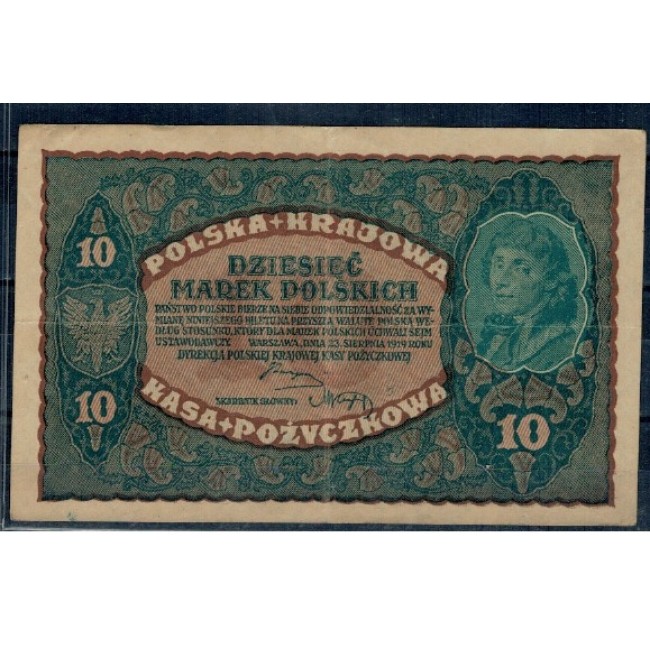 POLSKA + KRAJOWA
10
DZIESIĘĆ
MAREK POLSKICH
PAŃSTWO POLSKIE BIERZE NA SIEBIE ODPOWIEDZIALNOŚĆ ZA WY-
MIANĘ NINIEJSZEGO BILETU NA PRZYSZŁĄ WALUTĘ POLSKĄ WE-
DŁUG STOSUNKU, KTÓRY DLA MAREK POLSKICH UCHWALI SEJM
USTAWODAWCZY. WARSZAWA, DNIA 23. SIERPNIA 1919 ROKU
DYREKCJA POLSKIEJ KRAJOWEJ KASY POŻYCZKOWEJ
SKARBNIK GŁÓWNY:
10
10
KASA + POŻYCZKOWA